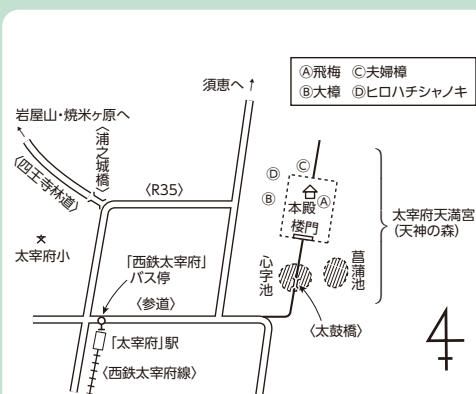 須恵へ
Ⓐ飛梅 Ⓒ夫婦樟
Ⓑ大樟 Ⓓヒロハチシャノキ
岩屋山・焼米ヶ原へ
〈浦之城橋〉
〈四王寺林道〉
〈R35〉
Ⓒ
Ⓓ
Ⓑ
Ⓐ
本殿
楼門
太宰府天満宮
(天神の森)
文
太宰府小
「西鉄太宰府」
バス停
〈参道〉
心字池
菖蒲池
〈太鼓橋〉
「太宰府」駅
〈西鉄太宰府線〉